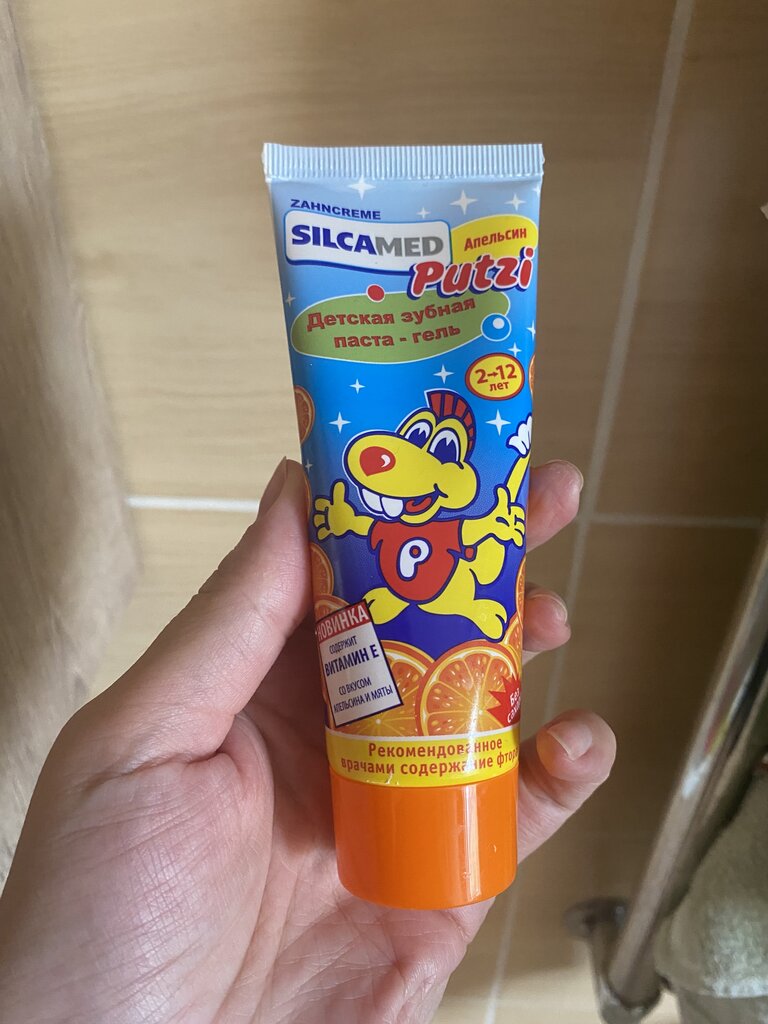 ZAHNCREME
SILCAMED
Апельсин
Putzi
Детская зубная
паста - гель
2→12
лет
P
НОВИНКА
СОДЕРЖИТ
ВИТАМИН Е
СО ВКУСОМ
АПЕЛЬСИНА И МЯТЫ
Без
Рекомендованное
врачами содержание